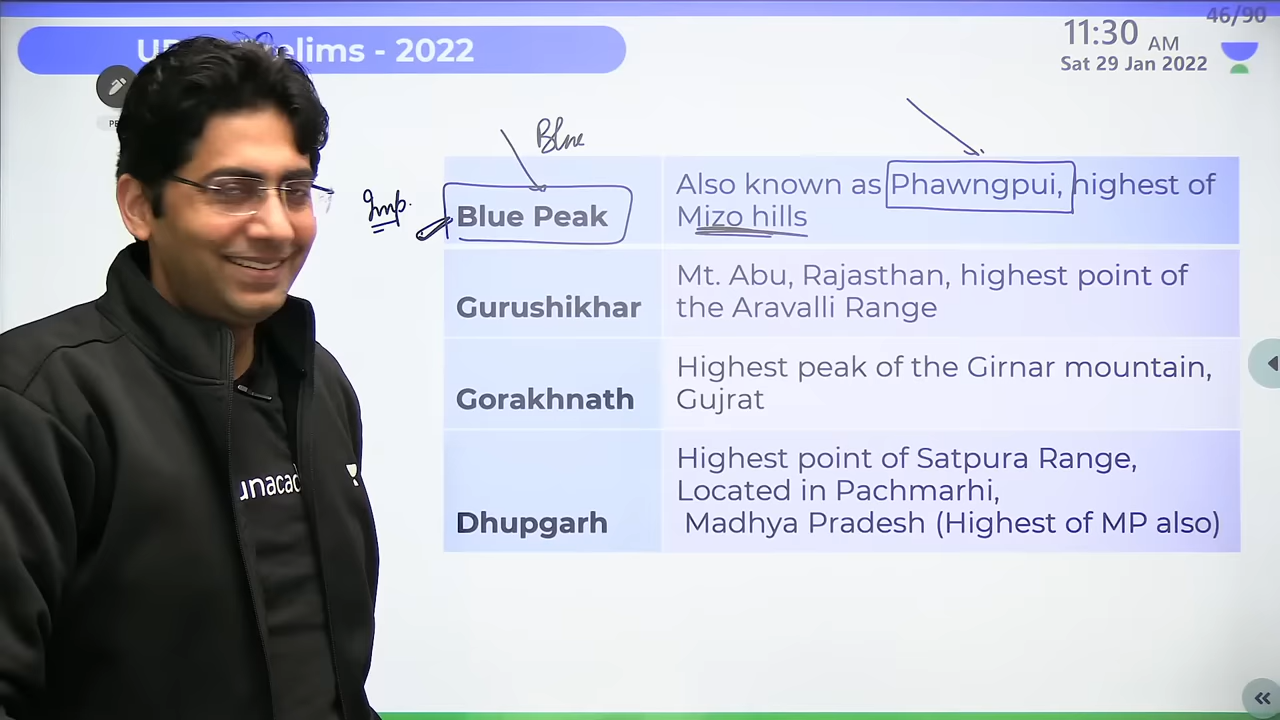 46/90
11:30 AM
Sat 29 Jan 2022
elims - 2022
Blue
Imp.
Blue Peak
Also known as Phawngpui, highest of
Mizo hills
Gurushikhar
Mt. Abu, Rajasthan, highest point of
the Aravalli Range
Gorakhnath
Highest peak of the Girnar mountain,
Gujrat
Dhupgarh
Highest point of Satpura Range,
Located in Pachmarhi,
Madhya Pradesh (Highest of MP also)
unacad